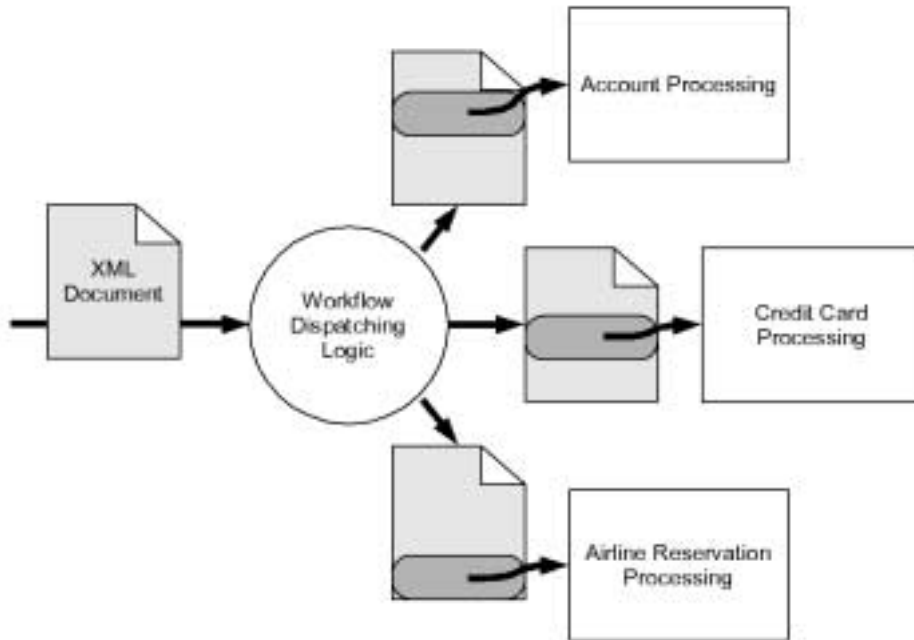 Account Processing
XML
Document
Workflow
Dispatching
Logic
Credit Card
Processing
Airline Reservation
Processing